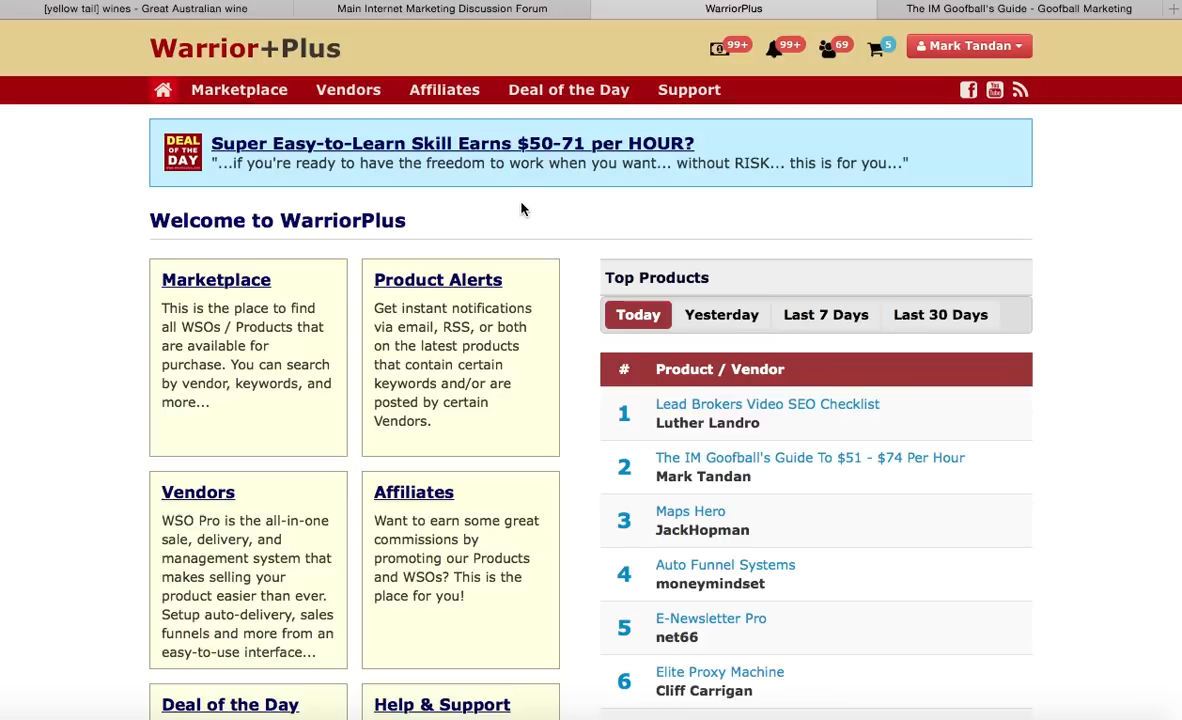 [yellow tail] wines - Great Australian wine
Main Internet Marketing Discussion Forum
WarriorPlus
The IM Goofball's Guide - Goofball Marketing
Warrior+Plus
99+
99+
69
5
Mark Tandan
Marketplace
Vendors
Affiliates
Deal of the Day
Support
DEAL
OF THE
DAY
Super Easy-to-Learn Skill Earns $50-71 per HOUR?
"...if you're ready to have the freedom to work when you want... without RISK... this is for you..."
Welcome to WarriorPlus
Marketplace
This is the place to find
all WSOs / Products that
are available for
purchase. You can search
by vendor, keywords, and
more...
Product Alerts
Get instant notifications
via email, RSS, or both
on the latest products
that contain certain
keywords and/or are
posted by certain
Vendors.
Vendors
WSO Pro is the all-in-one
sale, delivery, and
management system that
makes selling your
product easier than ever.
Setup auto-delivery, sales
funnels and more from an
easy-to-use interface...
Affiliates
Want to earn some great
commissions by
promoting our Products
and WSOs? This is the
place for you!
Deal of the Day
Help & Support
Top Products
Today
Yesterday
Last 7 Days
Last 30 Days
# Product / Vendor
1 Lead Brokers Video SEO Checklist
Luther Landro
2 The IM Goofball's Guide To $51 - $74 Per Hour
Mark Tandan
3 Maps Hero
JackHopman
4 Auto Funnel Systems
moneymindset
5 E-Newsletter Pro
net66
6 Elite Proxy Machine
Cliff Carrigan